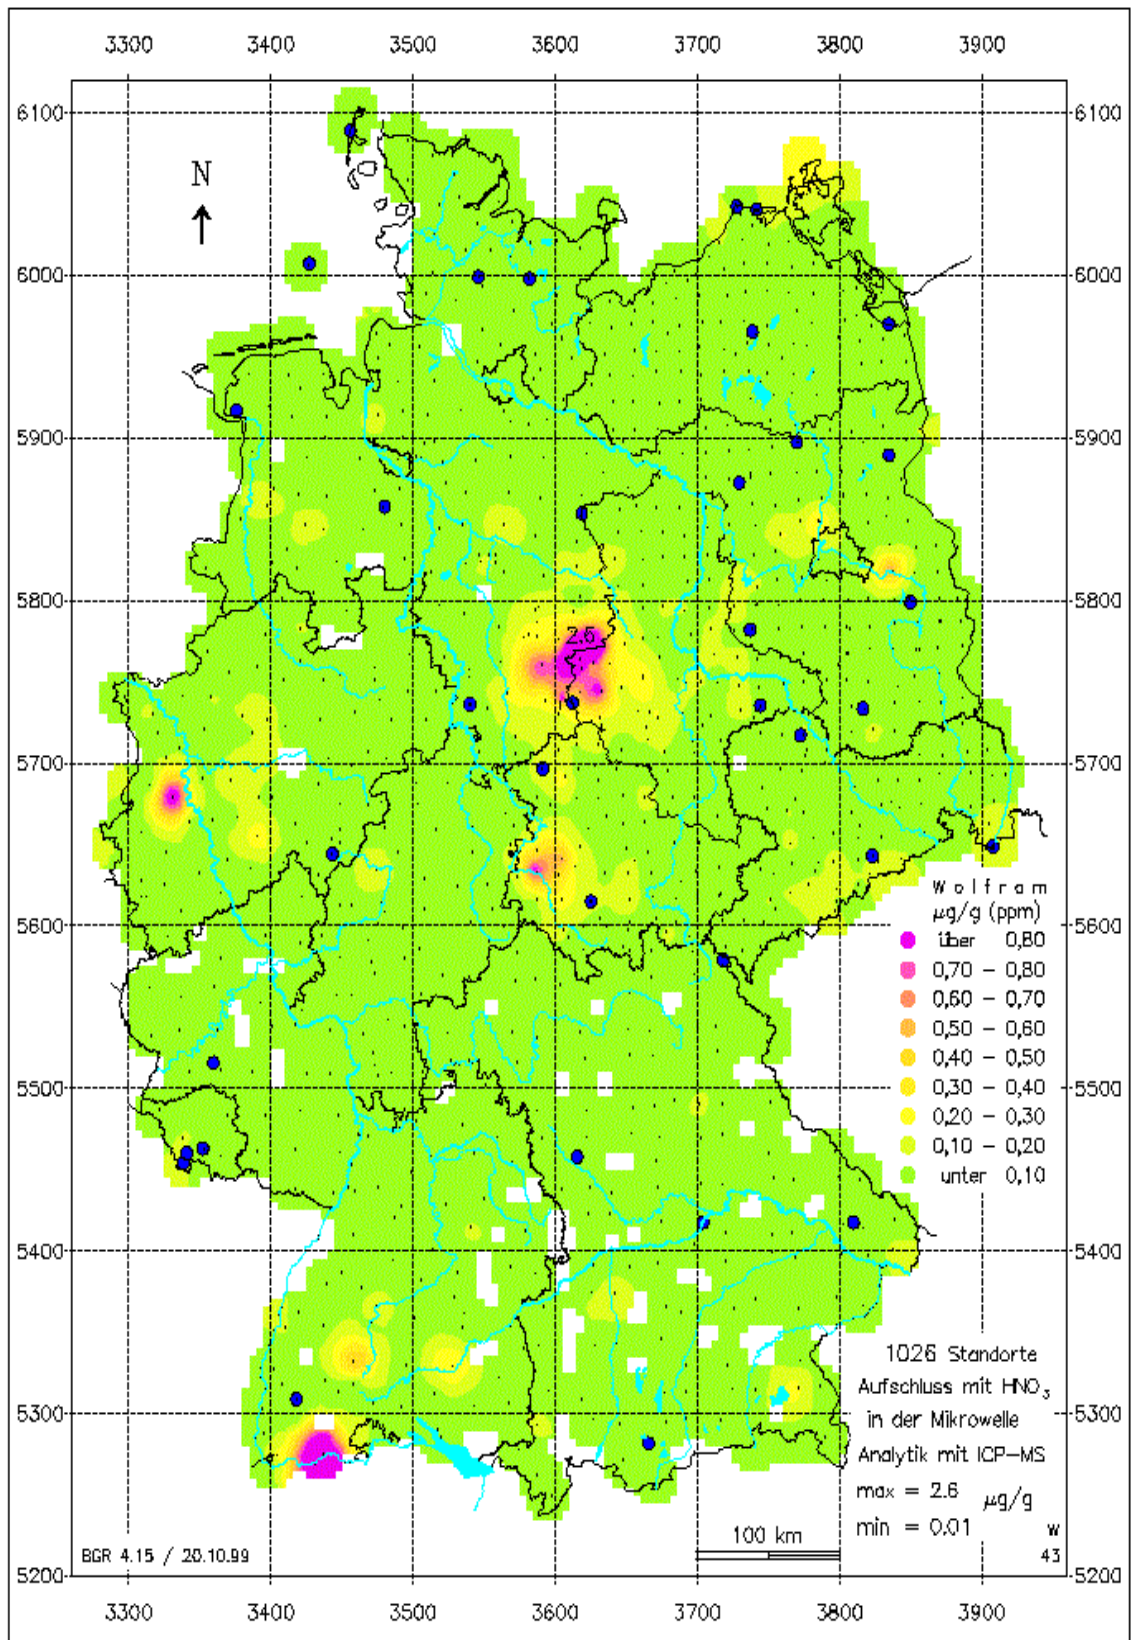 3300 3400 3500 3600 3700 3800 3900
6100 6100
N
6000 6000
5900 5900
5800 5800
2.6
5700 5700
Wolfram
µg/g (ppm)
über 0,80
0,70 – 0,80
0,60 – 0,70
0,50 – 0,60
0,40 – 0,50
0,30 – 0,40
0,20 – 0,30
0,10 – 0,20
unter 0,10
5600 5600
5500 5500
5400 5400
1026 Standorte
Aufschluss mit HNO3
in der Mikrowelle
Analytik mit ICP–MS
max = 2.6 µg/g
min = 0.01
5300 5300
100 km
W
43
BGR 4.15 / 20.10.99
5200 5200
3300 3400 3500 3600 3700 3800 3900